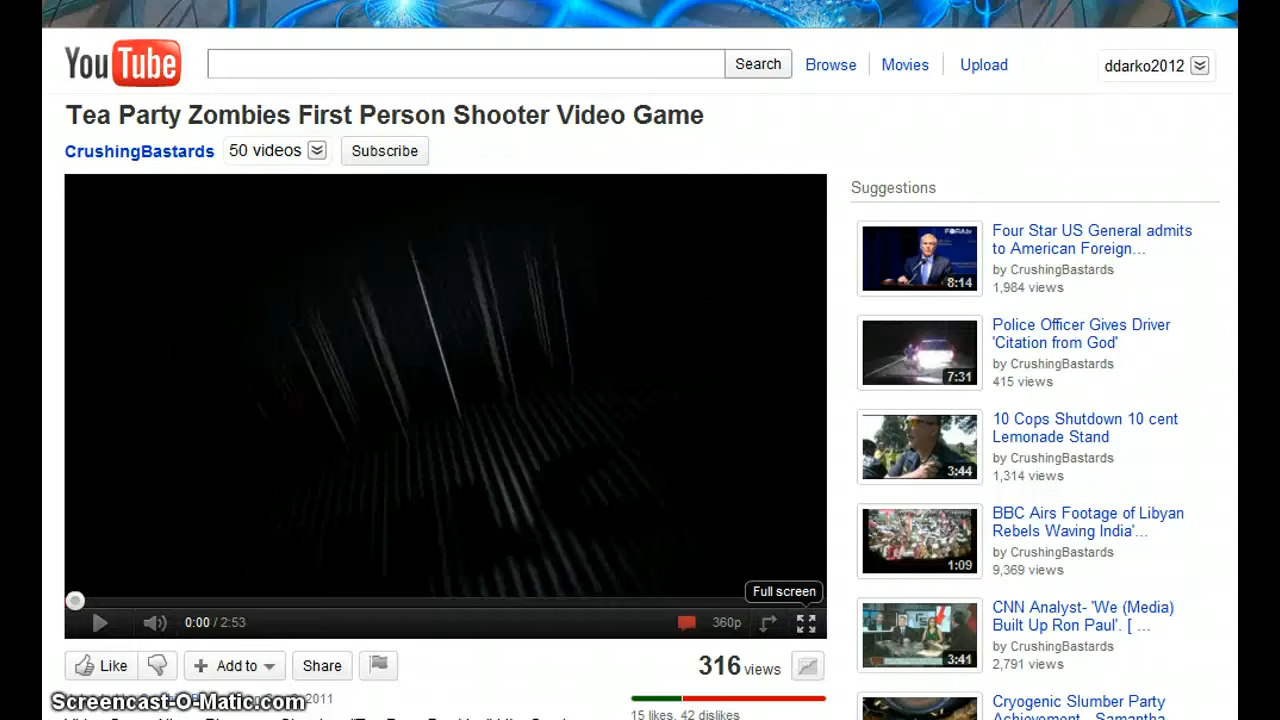 YouTube
Search
Browse
Movies
Upload
ddarko2012
Tea Party Zombies First Person Shooter Video Game
CrushingBastards
50 videos
Subscribe
Suggestions
FORA.tv
8:14
Four Star US General admits
to American Foreign...
by CrushingBastards
1,984 views
7:31
Police Officer Gives Driver
'Citation from God'
by CrushingBastards
415 views
3:44
10 Cops Shutdown 10 cent
Lemonade Stand
by CrushingBastards
1,314 views
1:09
BBC Airs Footage of Libyan
Rebels Waving India'...
by CrushingBastards
9,369 views
3:41
CNN Analyst- 'We (Media)
Built Up Ron Paul'. [ ...
by CrushingBastards
2,791 views
Cryogenic Slumber Party
Achievement - Samantha
Full screen
0:00 / 2:53
360p
Like
Add to
Share
316 views
Screencast-O-Matic.com
2011
15 likes, 42 dislikes